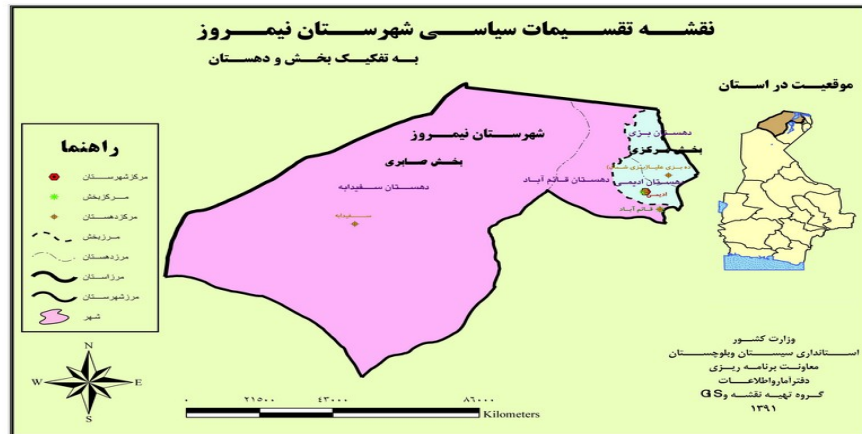 نقشه تقسیمات سیاسی شهرستان نیمروز
به تفکیک بخش و دهستان
موقعیت در استان
راهنما
مرکزشهرستان
مرکزبخش
مرکزدهستان
مرزبخش
مرزدهستان
مرزاستان
مرزشهرستان
شهر
شهرستان نیمروز
بخش صابری
دهستان سفیدابه
سفیدابه
دهستان قائم آباد
دهستان بزی
بخش مرکزی
دهستان ادیمی
ادیمی
قائم آباد
N
W
E
S
۰
۲۱۵۰۰
۴۳۰۰۰
۸۶۰۰۰
Kilometers
وزارت کشور
استانداری سیستان وبلوچستان
معاونت برنامه ریزی
دفترآمارواطلاعات
گروه تهیه نقشه وGS
۱۳۹۱